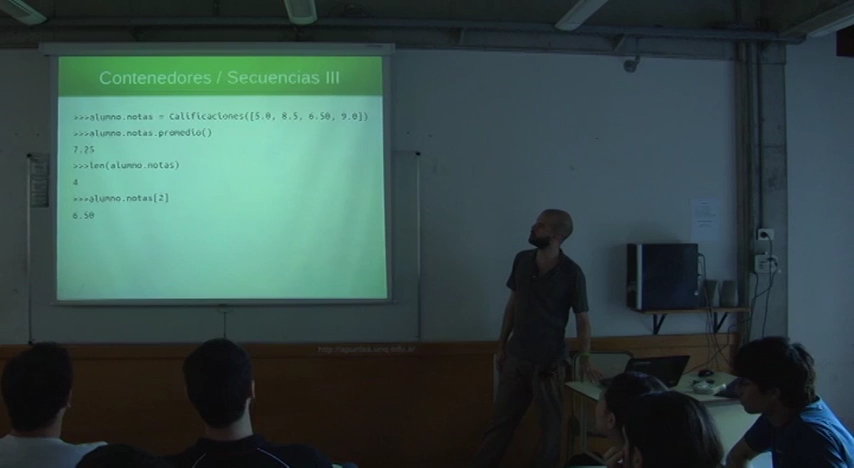 Contenedores / Secuencias III
>>>alumno.notas = Calificaciones([5.0, 8.5, 6.50, 9.0])
>>>alumno.notas.promedio()
7.25
>>>len(alumno.notas)
4
>>>alumno.notas[2]
6.50